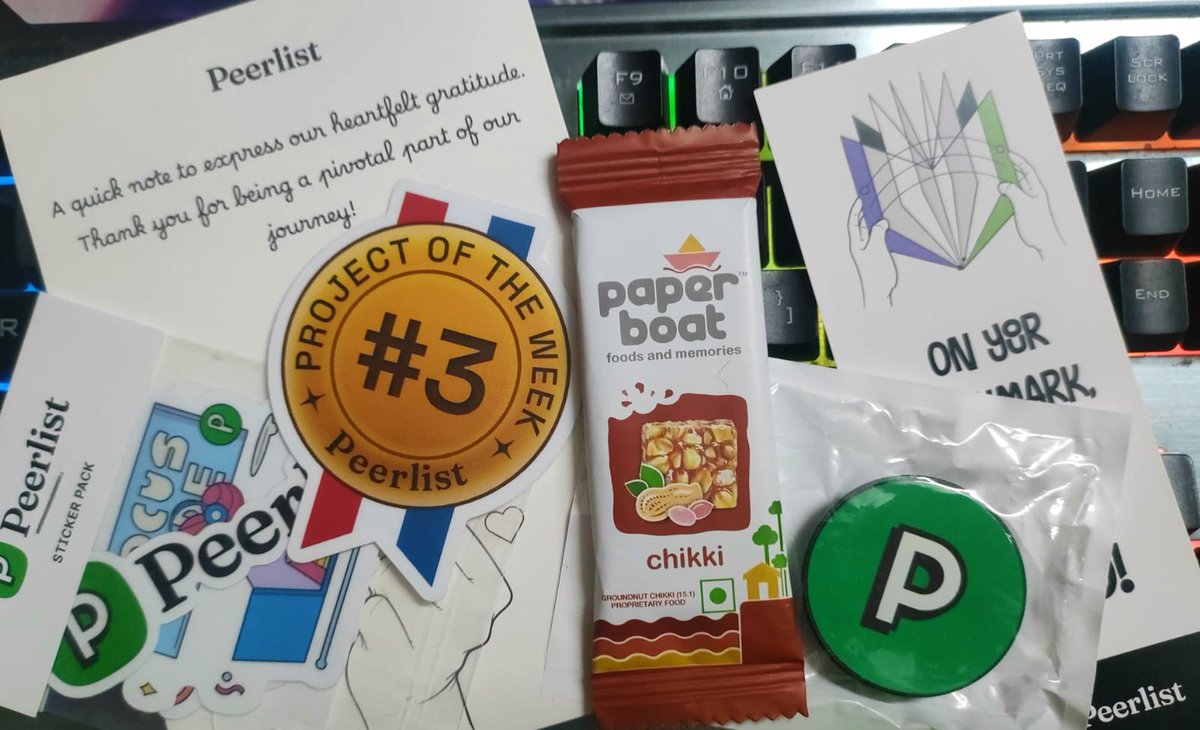 Peerlist
A quick note to express our heartfelt gratitude.
Thank you for being a pivotal part of our
journey!
PROJECT OF THE WEEK
#3
Peerlist
Peerlist
STICKER PACK
Peerlist
P
P
paper
boat
TM
foods and memories
chikki
GROUNDNUT CHIKKI (15.1)
PROPRIETARY FOOD
ON YOUR
P
Peerlist
F9
F10
SCR
LOCK
HOME
END
}
]